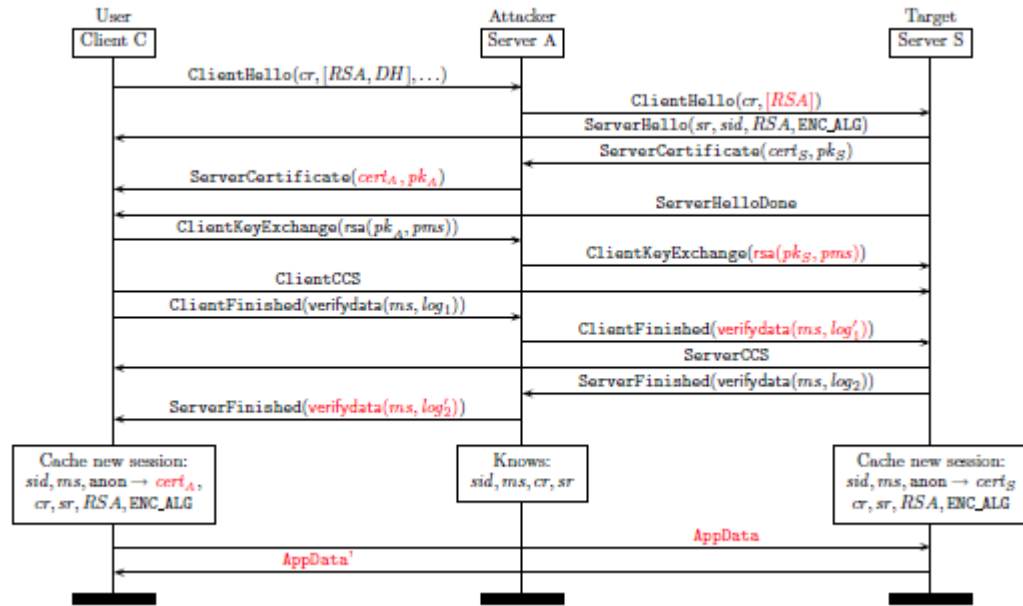 User Attacker Target
Client C Server A Server S
ClientHello(cr, [RSA, DH], . . .)
ClientHello(cr, [RSA])
ServerHello(sr, sid, RSA, ENC_ALG)
ServerCertificate(cert_S, pk_S)
ServerCertificate(cert_A, pk_A)
ServerHelloDone
ClientKeyExchange(rsa(pk_A, pms))
ClientKeyExchange(rsa(pk_S, pms))
ClientCCS
ClientFinished(verifydata(ms, log_1))
ClientFinished(verifydata(ms, log'_1))
ServerCCS
ServerFinished(verifydata(ms, log_2))
ServerFinished(verifydata(ms, log'_2))
Cache new session:
sid, ms, anon → cert_A,
cr, sr, RSA, ENC_ALG
Knows:
sid, ms, cr, sr
Cache new session:
sid, ms, anon → cert_S
cr, sr, RSA, ENC_ALG
AppData
AppData'